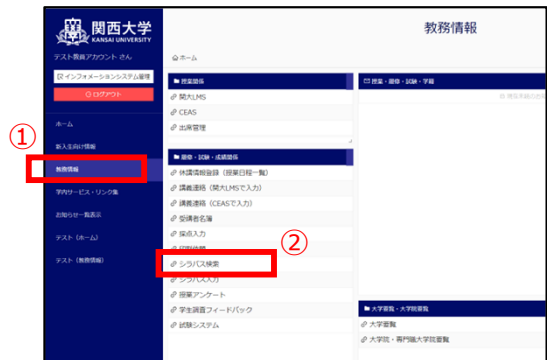 関西大学
KANSAI UNIVERSITY
教務情報
テスト教員アカウント さん
ホーム
インフォメーションシステム管理
ログアウト
①
ホーム
新入生向け情報
教務情報
学内サービス・リンク集
お知らせ一覧表示
テスト（ホーム）
テスト（教務情報）
授業関係
関大LMS
CEAS
出席管理
履修・試験・成績関係
休講情報登録（授業日程一覧）
講義連絡（関大LMSで入力）
講義連絡（CEASで入力）
受講者名簿
採点入力
②
シラバス検索
シラバス入力
授業アンケート
学生調査フィードバック
試験システム
授業・履修・試験・学籍
大学要覧・大学院要覧
大学要覧
大学院・専門職大学院要覧